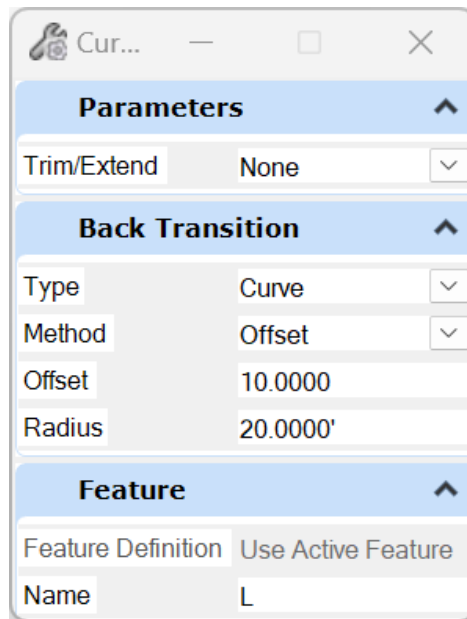 Cur...
Parameters
Trim/Extend None
Back Transition
Type Curve
Method Offset
Offset 10.0000
Radius 20.0000'
Feature
Feature Definition Use Active Feature
Name L